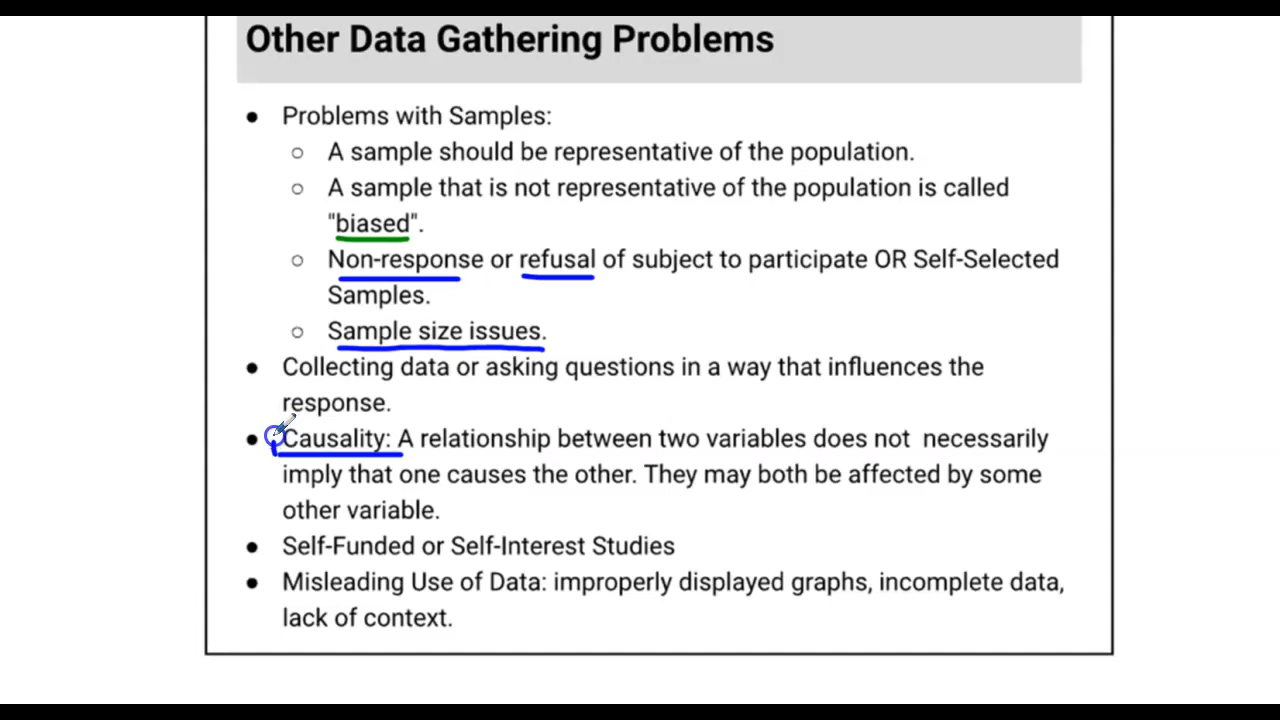 Other Data Gathering Problems
● Problems with Samples:
○ A sample should be representative of the population.
○ A sample that is not representative of the population is called
"biased".
○ Non-response or refusal of subject to participate OR Self-Selected
Samples.
○ Sample size issues.
● Collecting data or asking questions in a way that influences the
response.
● Causality: A relationship between two variables does not necessarily
imply that one causes the other. They may both be affected by some
other variable.
● Self-Funded or Self-Interest Studies
● Misleading Use of Data: improperly displayed graphs, incomplete data,
lack of context.